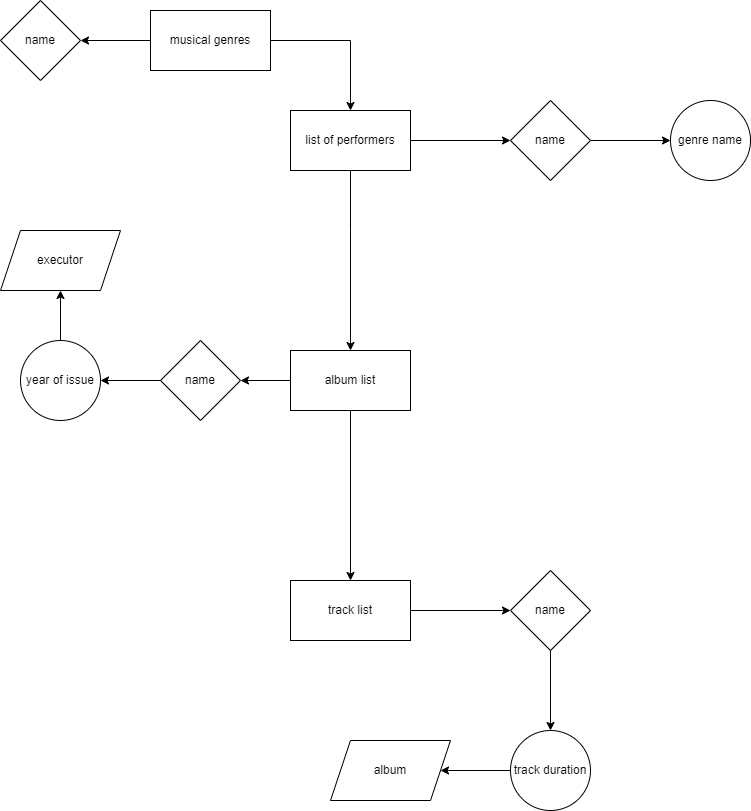 name
musical genres
list of performers
name
genre name
executor
year of issue
name
album list
track list
name
album
track duration